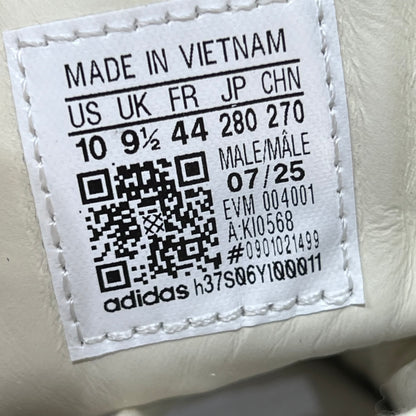 MADE IN VIETNAM
US UK FR JP CHN
10 9½ 44 280 270
MALE/MÂLE
07/25
EVM 004001
A:KI0568
#0901021499
adidas h37SQ6YI00011